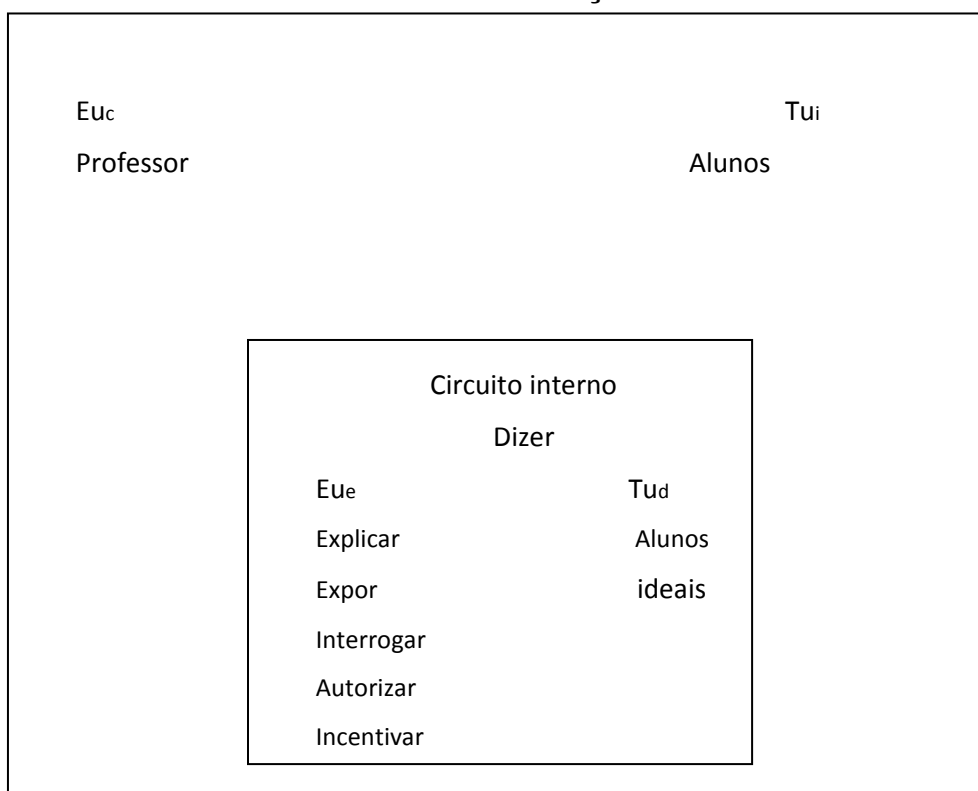 Euc Tui
Professor Alunos
Circuito interno
Dizer
Eue Tud
Explicar Alunos
Expor ideais
Interrogar
Autorizar
Incentivar